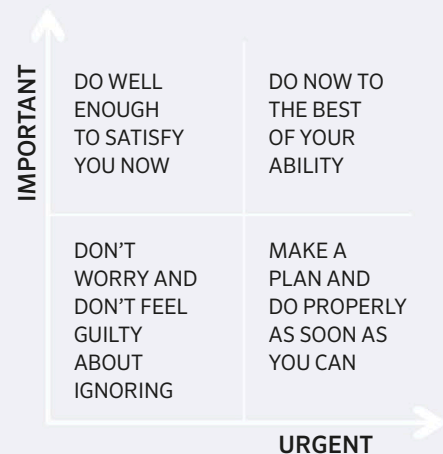 IMPORTANT
DO WELL
ENOUGH
TO SATISFY
YOU NOW
DO NOW TO
THE BEST
OF YOUR
ABILITY
DON'T
WORRY AND
DON'T FEEL
GUILTY
ABOUT
IGNORING
MAKE A
PLAN AND
DO PROPERLY
AS SOON AS
YOU CAN
URGENT